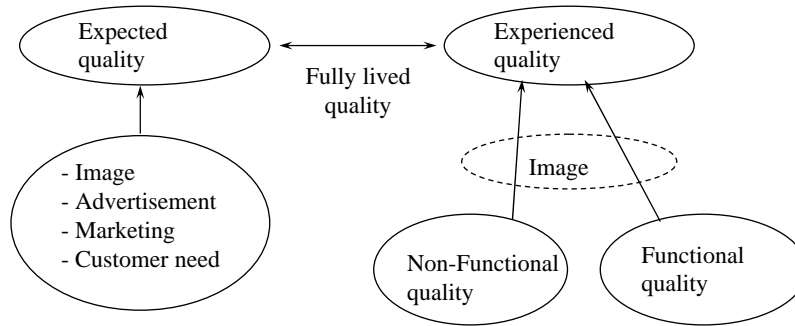 Expected
quality
Experienced
quality
Fully lived
quality
- Image
- Advertisement
- Marketing
- Customer need
Image
Non-Functional
quality
Functional
quality